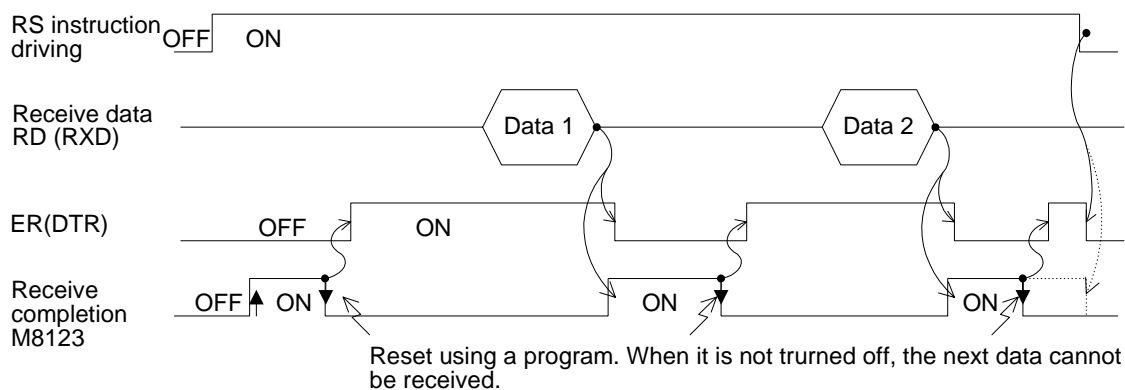 RS instruction
driving
OFF
ON
Receive data
RD (RXD)
Data 1
Data 2
ER(DTR)
OFF
ON
Receive
completion
M8123
OFF
ON
ON
ON
Reset using a program. When it is not trurned off, the next data cannot
be received.